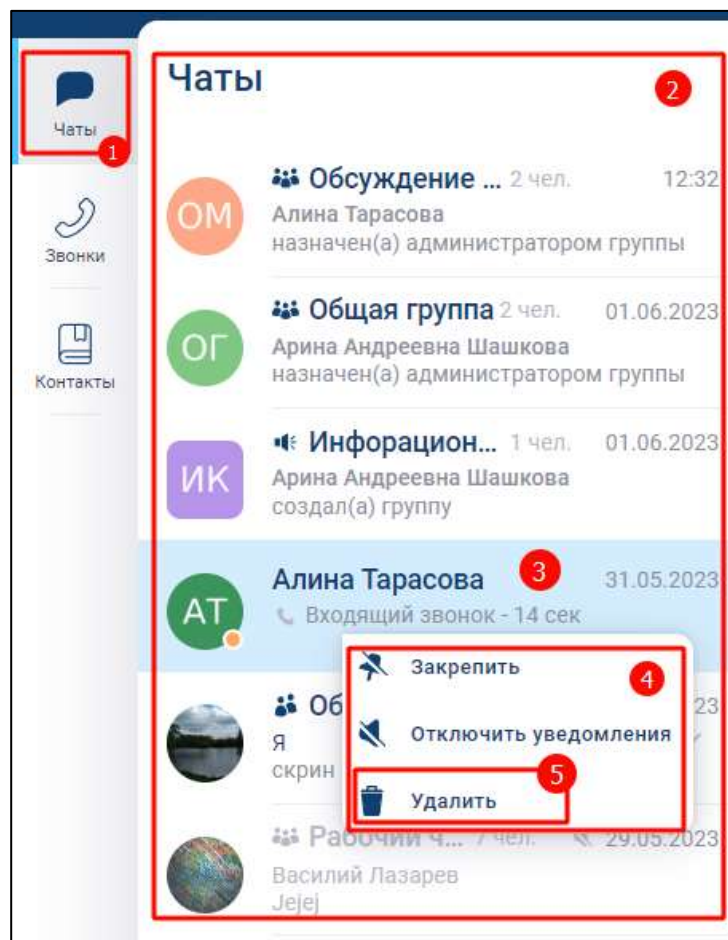 Чаты
1
Звонки
Контакты
Чаты
2
ОМ
Обсуждение ... 2 чел. 12:32
Алина Тарасова
назначен(а) администратором группы
ОГ
Общая группа 2 чел. 01.06.2023
Арина Андреевна Шашкова
назначен(а) администратором группы
ИК
Инфорацион... 1 чел. 01.06.2023
Арина Андреевна Шашкова
создал(а) группу
АТ
Алина Тарасова 3 31.05.2023
Входящий звонок - 14 сек
Закрепить
4
Отключить уведомления
5
Удалить
Об 23
Я
скрин
Рабочий ч... 7 чел. 29.05.2023
Василий Лазарев
Jejej